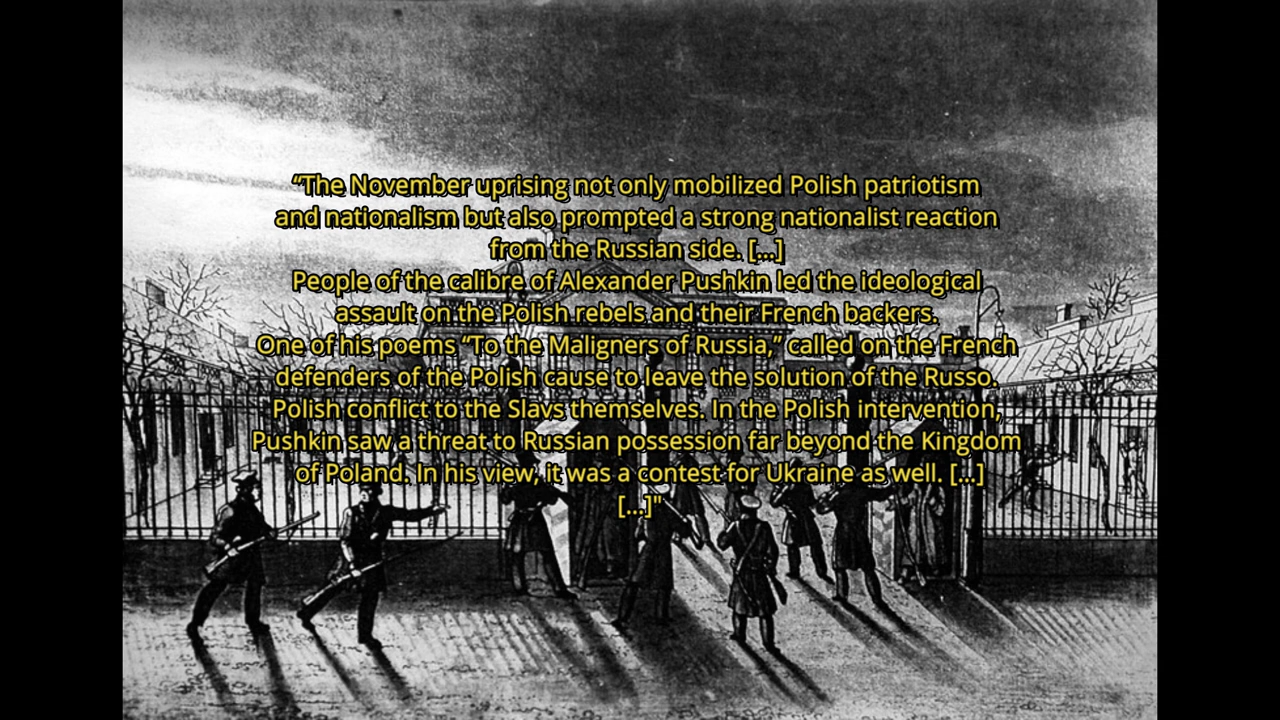 “The November uprising not only mobilized Polish patriotism
and nationalism but also prompted a strong nationalist reaction
from the Russian side. [...]
People of the calibre of Alexander Pushkin led the ideological
assault on the Polish rebels and their French backers.
One of his poems “To the Maligners of Russia,” called on the French
defenders of the Polish cause to leave the solution of the Russo.
Polish conflict to the Slavs themselves. In the Polish intervention,
Pushkin saw a threat to Russian possession far beyond the Kingdom
of Poland. In his view, it was a contest for Ukraine as well. [...]
[...]"